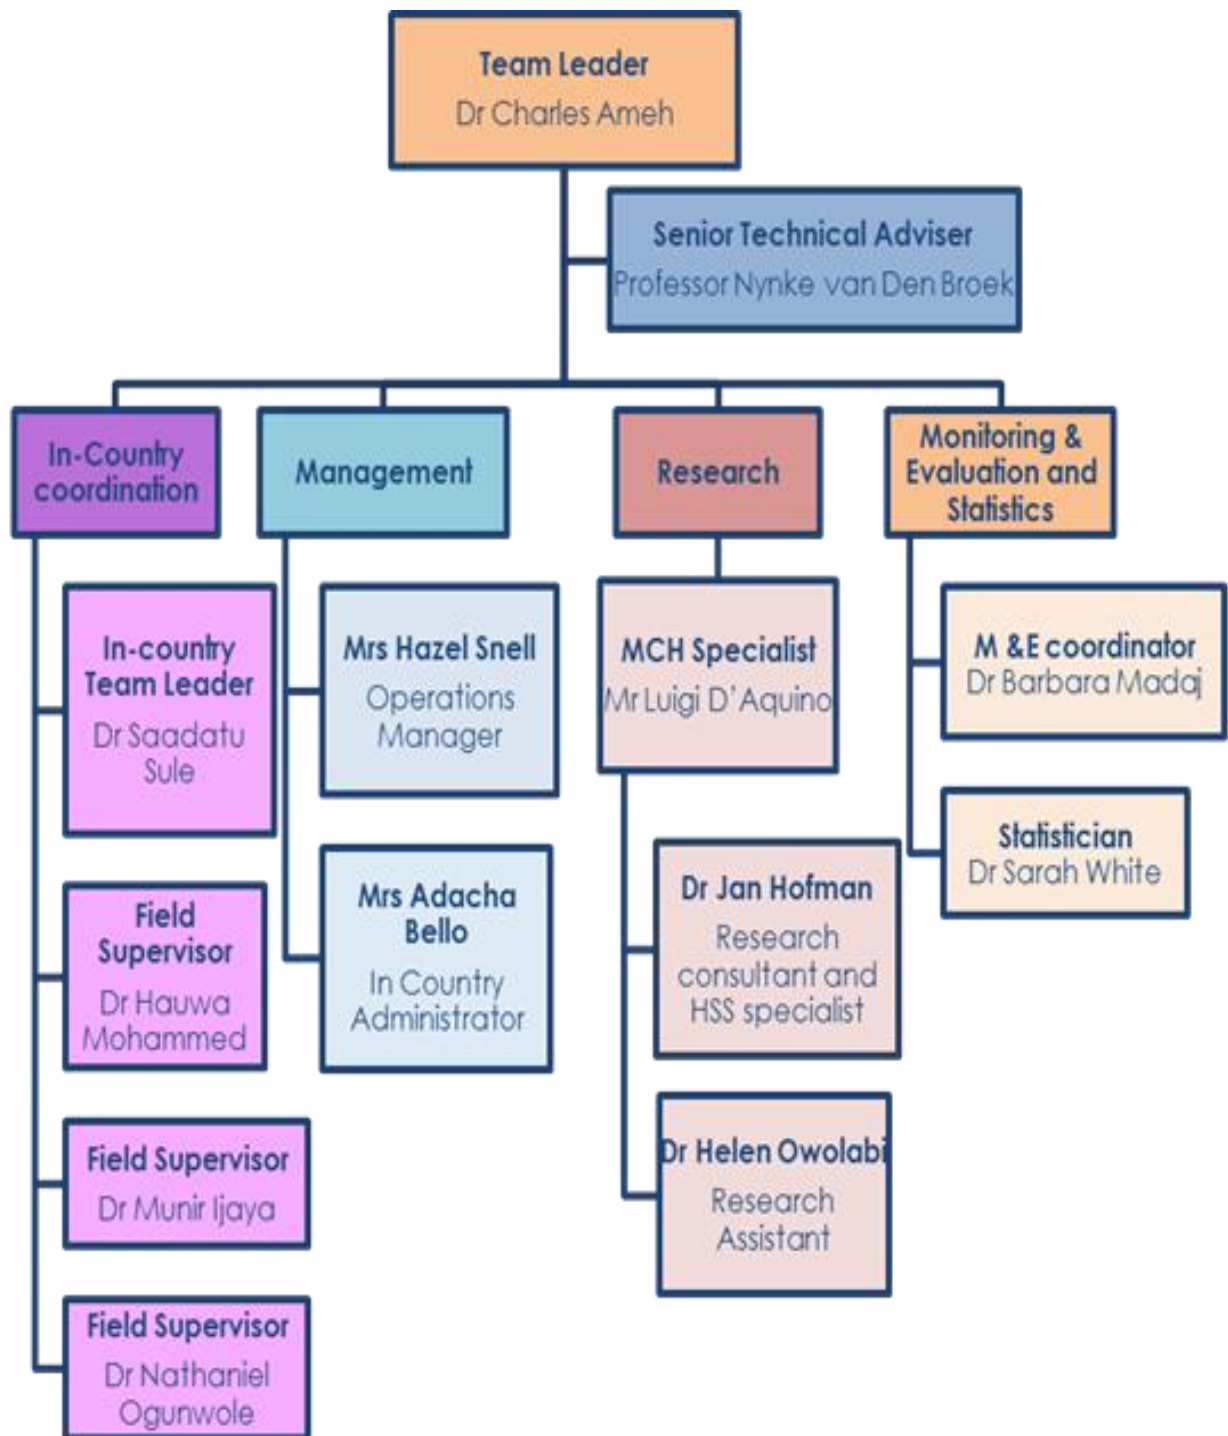 Team Leader
Dr Charles Ameh
Senior Technical Adviser
Professor Nynke van Den Broek
In-Country
coordination
Management
Research
Monitoring &
Evaluation and
Statistics
In-country
Team Leader
Dr Saadatu
Sule
Field
Supervisor
Dr Hauwa
Mohammed
Field Supervisor
Dr Munir Ijaya
Field Supervisor
Dr Nathaniel
Ogunwole
Mrs Hazel Snell
Operations
Manager
Mrs Adacha
Bello
In Country
Administrator
MCH Specialist
Mr Luigi D'Aquino
Dr Jan Hofman
Research
consultant and
HSS specialist
Dr Helen Owolabi
Research
Assistant
M &E coordinator
Dr Barbara Madaj
Statistician
Dr Sarah White